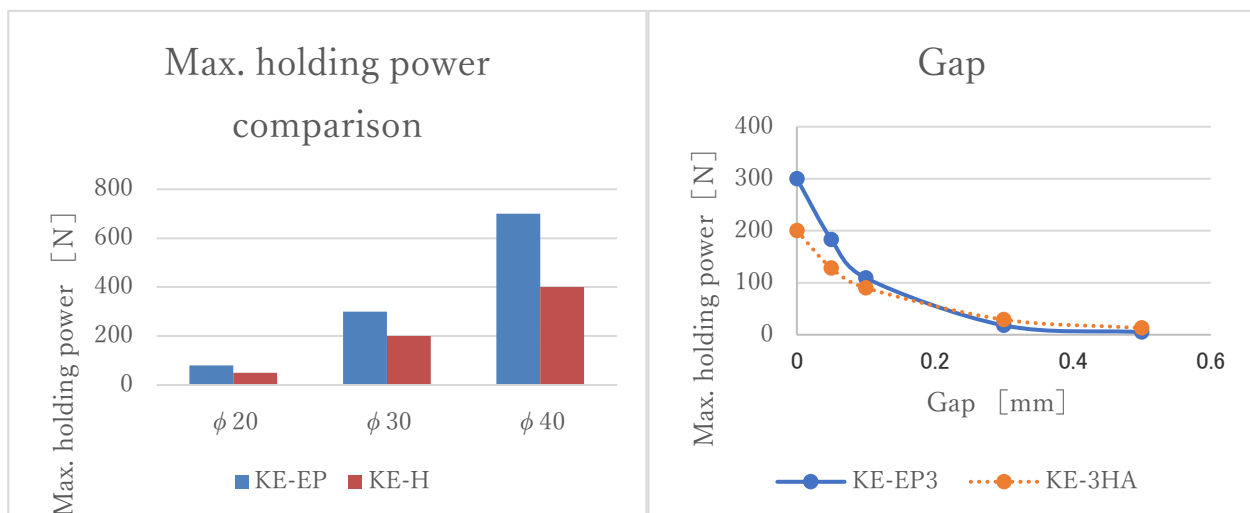 Max. holding power
comparison
Max. holding power ［N］
800
600
400
200
0
φ20
φ30
φ40
KE-EP
KE-H
Gap
Max. holding power ［N］
400
300
200
100
0
0
0.2
0.4
0.6
Gap ［mm］
KE-EP3
KE-3HA